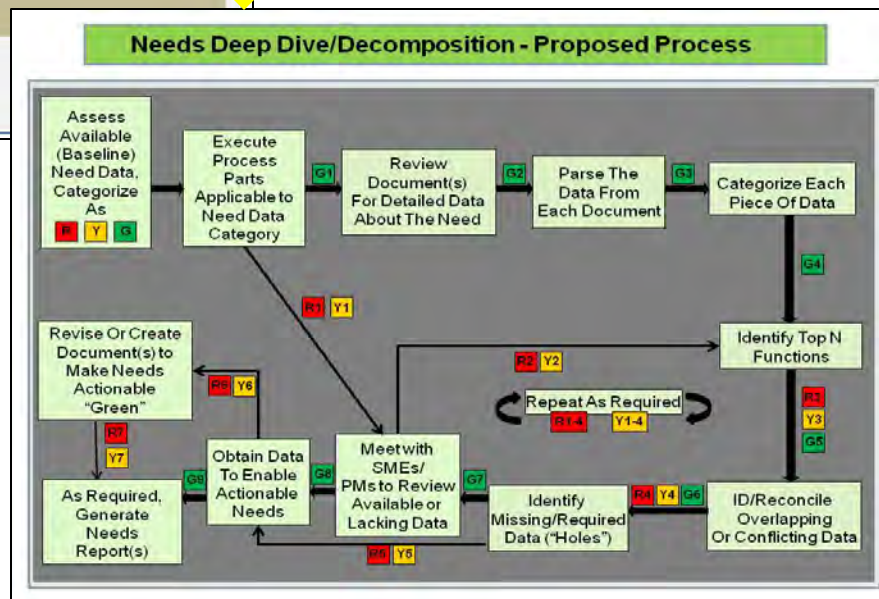 Needs Deep Dive/Decomposition - Proposed Process
Assess
Available
(Baseline)
Need Data,
Categorize
As
R Y G
Execute
Process
Parts
Applicable to
Need Data
Category
G1
Review
Document(s)
For Detailed Data
About The Need
G2
Parse The
Data From
Each Document
G3
Categorize Each
Piece Of Data
G4
R1 Y1
Identify Top N
Functions
R2 Y2
Repeat As Required
R1-4 Y1-4
R3
Y3
G5
ID/Reconcile
Overlapping
Or Conflicting Data
R4 Y4 G6
Identify
Missing/Required
Data ("Holes")
G7
Meet with
SMEs/
PMs to Review
Available or
Lacking Data
R5 Y5
G8
Obtain Data
To Enable
Actionable
Needs
R6 Y6
Revise Or Create
Document(s) to
Make Needs
Actionable
"Green"
R7
Y7
G9
As Required,
Generate
Needs
Report(s)